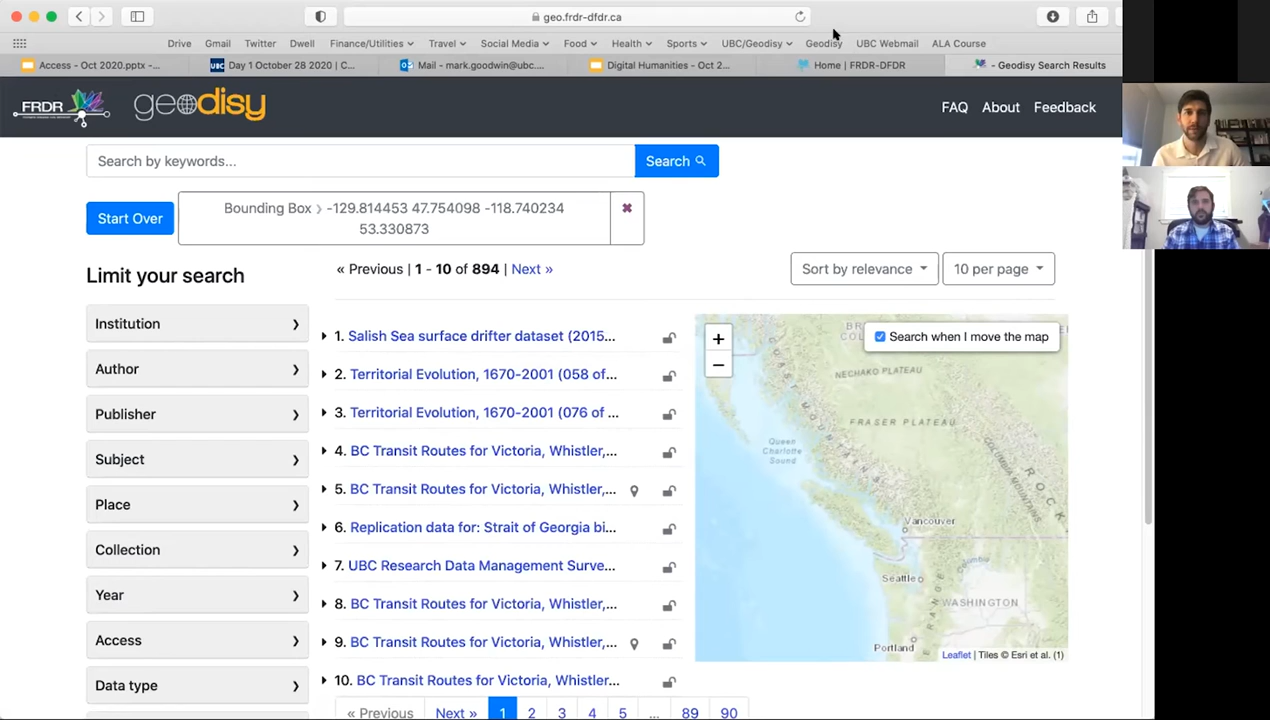 geo.frdr-dfdr.ca
Drive Gmail Twitter Dwell Finance/Utilities Travel Social Media Food Health Sports UBC/Geodisy Geodisy UBC Webmail ALA Course
Access - Oct 2020.pptx -... UBC Day 1 October 28 2020 | C... Mail - mark.goodwin@ubc.... Digital Humanities - Oct 2... Home | FRDR-DFDR - Geodisy Search Results
FRDR geodisy FAQ About Feedback
Search by keywords... Search
Start Over Bounding Box -129.814453 47.754098 -118.740234
53.330873
Limit your search
« Previous | 1 - 10 of 894 | Next » Sort by relevance 10 per page
Institution
Author
Publisher
Subject
Place
Collection
Year
Access
Data type
1. Salish Sea surface drifter dataset (2015...
2. Territorial Evolution, 1670-2001 (058 of...
3. Territorial Evolution, 1670-2001 (076 of ...
4. BC Transit Routes for Victoria, Whistler,...
5. BC Transit Routes for Victoria, Whistler,...
6. Replication data for: Strait of Georgia bi...
7. UBC Research Data Management Surve...
8. BC Transit Routes for Victoria, Whistler,...
9. BC Transit Routes for Victoria, Whistler,...
10. BC Transit Routes for Victoria, Whistler...
« Previous Next » 1 2 3 4 5 ... 89 90
+
−
Search when I move the map
NECHAKO PLATEAU
FRASER PLATEAU
COAST MOUNTAINS
COLUMBIA MOUNTAINS
Queen
Charlotte
Sound
Vancouver
Seattle
Columbia
WASHINGTON
Portland
Leaflet | Tiles © Esri et al. (1)